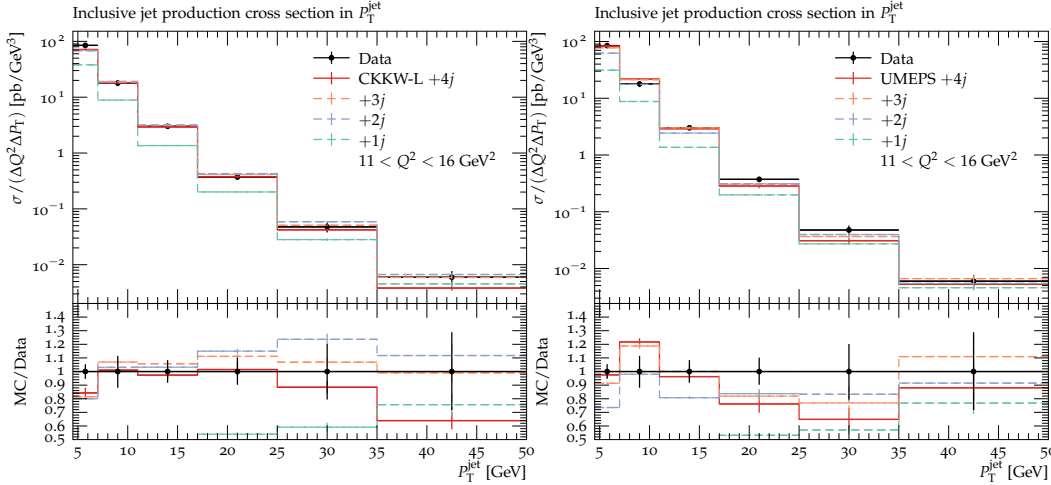 Inclusive jet production cross section in P_T^jet
σ/(ΔQ²ΔP_T) [pb/GeV³]
10²
10¹
1
10⁻¹
10⁻²
Data
CKKW-L +4j
+3j
+2j
+1j
11 < Q² < 16 GeV²
MC/Data
1.4
1.3
1.2
1.1
1
0.9
0.8
0.7
0.6
0.5
5 10 15 20 25 30 35 40 45 50
P_T^jet [GeV]
Inclusive jet production cross section in P_T^jet
σ/(ΔQ²ΔP_T) [pb/GeV³]
10²
10¹
1
10⁻¹
10⁻²
Data
UMEPS +4j
+3j
+2j
+1j
11 < Q² < 16 GeV²
MC/Data
1.4
1.3
1.2
1.1
1
0.9
0.8
0.7
0.6
0.5
5 10 15 20 25 30 35 40 45 50
P_T^jet [GeV]